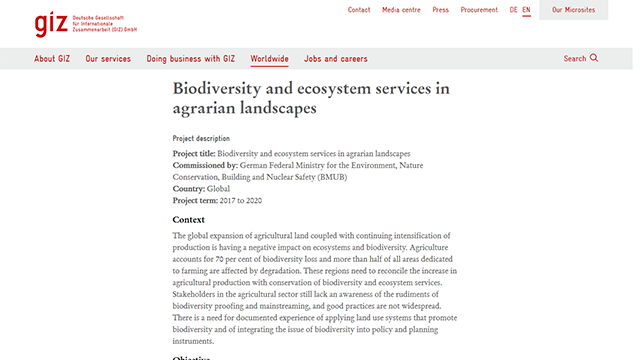 giz Deutsche Gesellschaft
für Internationale
Zusammenarbeit (GIZ) GmbH
Contact Media centre Press Procurement DE EN Our Microsites
About GIZ Our services Doing business with GIZ Worldwide Jobs and careers Search
Biodiversity and ecosystem services in
agrarian landscapes
Project description
Project title: Biodiversity and ecosystem services in agrarian landscapes
Commissioned by: German Federal Ministry for the Environment, Nature
Conservation, Building and Nuclear Safety (BMUB)
Country: Global
Project term: 2017 to 2020
Context
The global expansion of agricultural land coupled with continuing intensification of
production is having a negative impact on ecosystems and biodiversity. Agriculture
accounts for 70 per cent of biodiversity loss and more than half of all areas dedicated
to farming are affected by degradation. These regions need to reconcile the increase in
agricultural production with conservation of biodiversity and ecosystem services.
Stakeholders in the agricultural sector still lack an awareness of the rudiments of
biodiversity proofing and mainstreaming, and good practices are not widespread.
There is a need for documented experience of applying land use systems that promote
biodiversity and of integrating the issue of biodiversity into policy and planning
instruments.
Objective